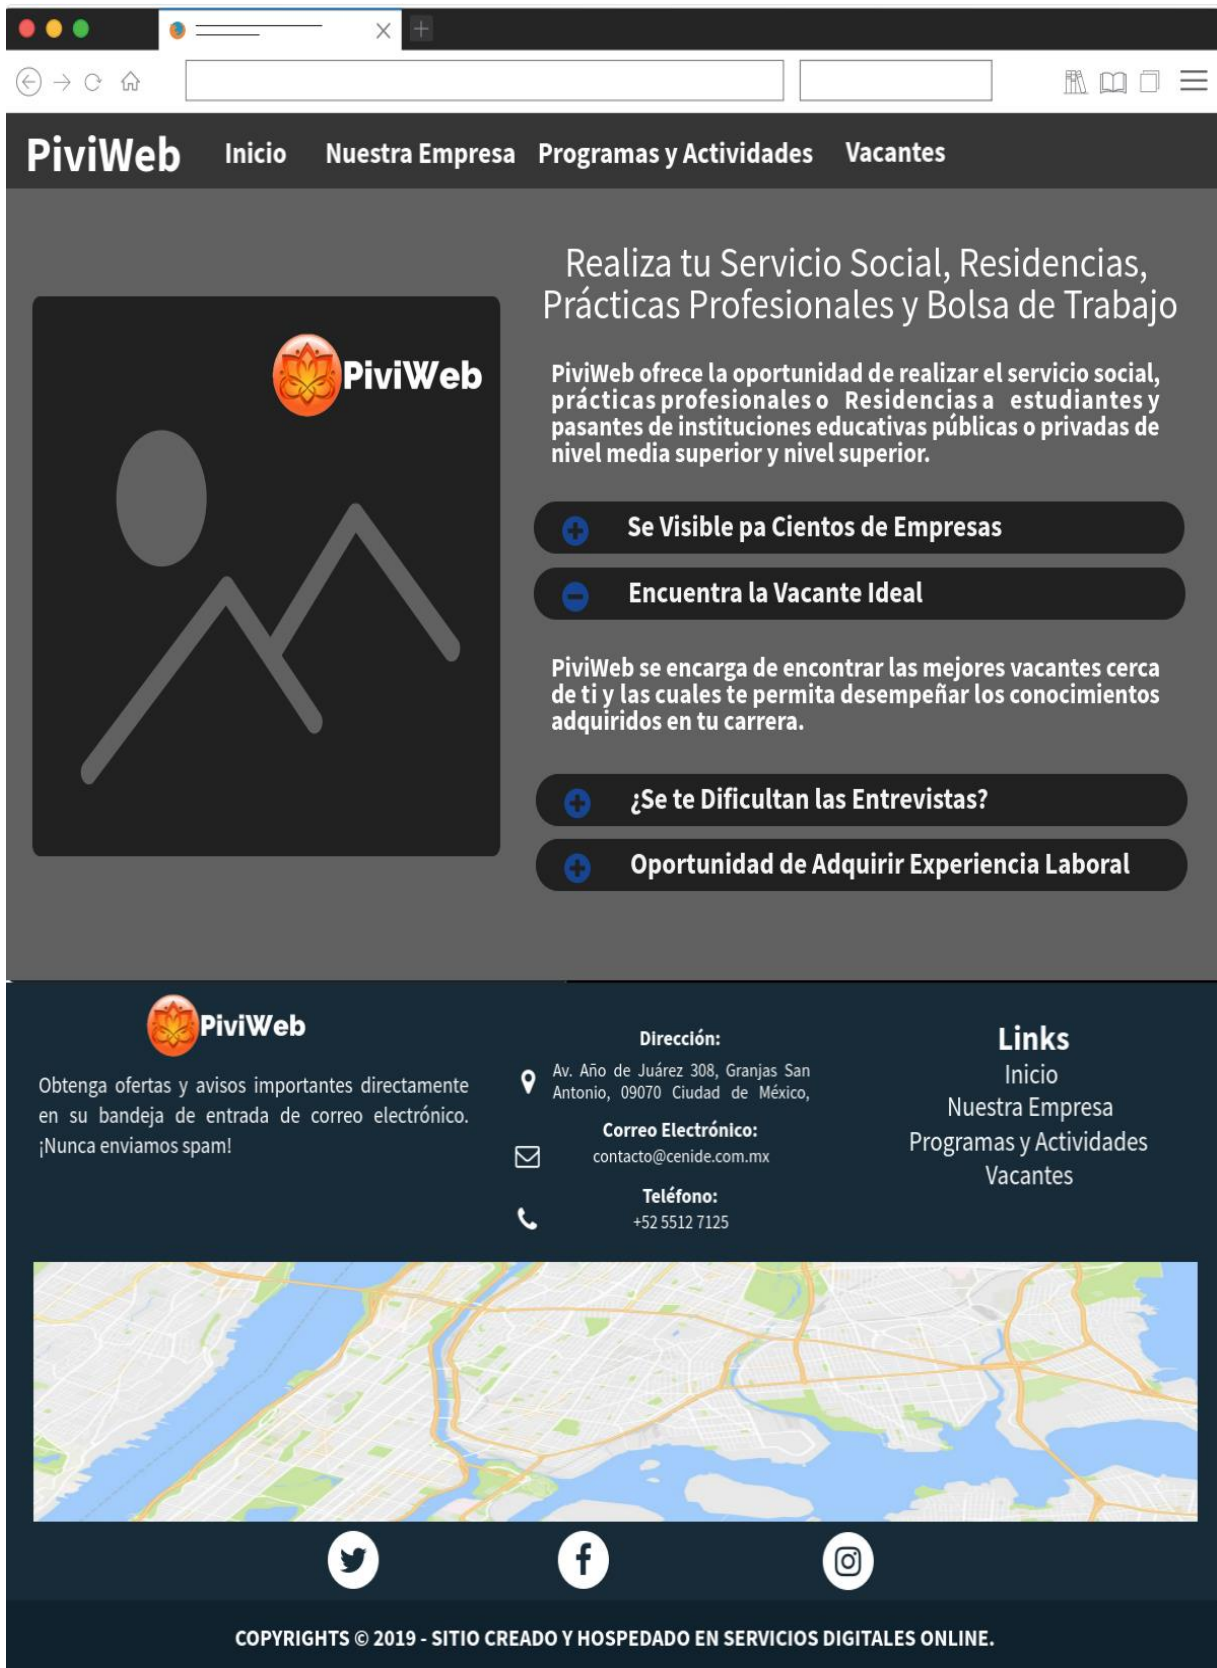 PiviWeb Inicio Nuestra Empresa Programas y Actividades Vacantes
Realiza tu Servicio Social, Residencias,
Prácticas Profesionales y Bolsa de Trabajo
PiviWeb
PiviWeb ofrece la oportunidad de realizar el servicio social,
prácticas profesionales o Residencias a estudiantes y
pasantes de instituciones educativas públicas o privadas de
nivel media superior y nivel superior.
Se Visible pa Cientos de Empresas
Encuentra la Vacante Ideal
PiviWeb se encarga de encontrar las mejores vacantes cerca
de ti y las cuales te permita desempeñar los conocimientos
adquiridos en tu carrera.
¿Se te Dificultan las Entrevistas?
Oportunidad de Adquirir Experiencia Laboral
PiviWeb
Obtenga ofertas y avisos importantes directamente
en su bandeja de entrada de correo electrónico.
¡Nunca enviamos spam!
Dirección:
Av. Año de Juárez 308, Granjas San
Antonio, 09070 Ciudad de México,
Correo Electrónico:
contacto@cenide.com.mx
Teléfono:
+52 5512 7125
Links
Inicio
Nuestra Empresa
Programas y Actividades
Vacantes
COPYRIGHTS © 2019 - SITIO CREADO Y HOSPEDADO EN SERVICIOS DIGITALES ONLINE.